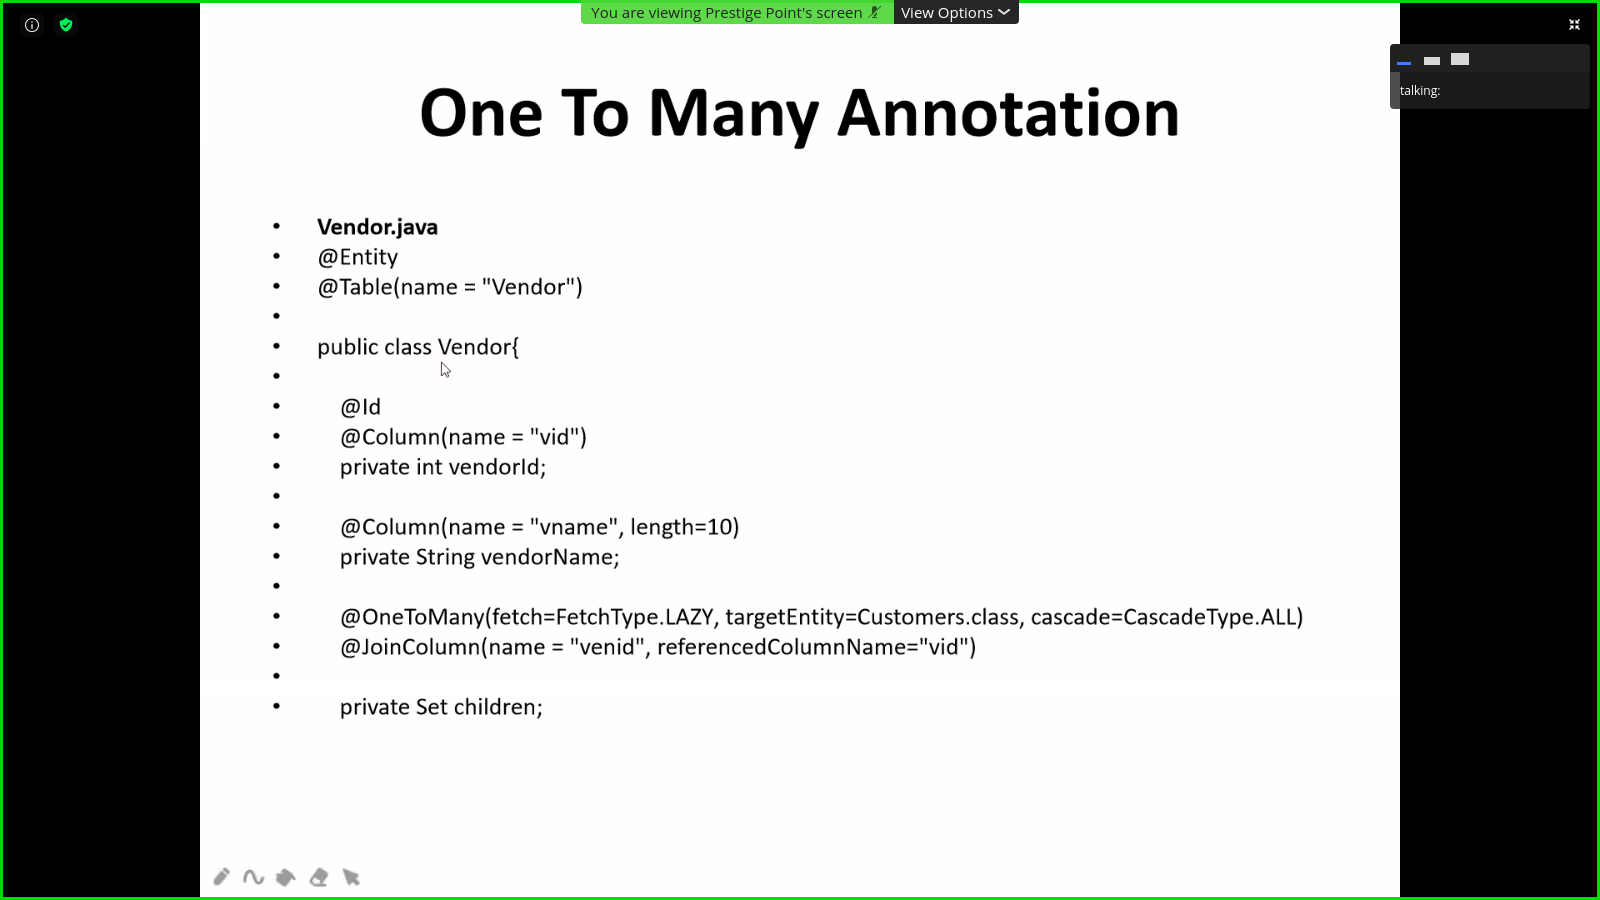 You are viewing Prestige Point's screen
View Options
talking:
One To Many Annotation
• Vendor.java
• @Entity
• @Table(name = "Vendor")
•
• public class Vendor{
•
• @Id
• @Column(name = "vid")
• private int vendorId;
•
• @Column(name = "vname", length=10)
• private String vendorName;
•
• @OneToMany(fetch=FetchType.LAZY, targetEntity=Customers.class, cascade=CascadeType.ALL)
• @JoinColumn(name = "venid", referencedColumnName="vid")
•
• private Set children;